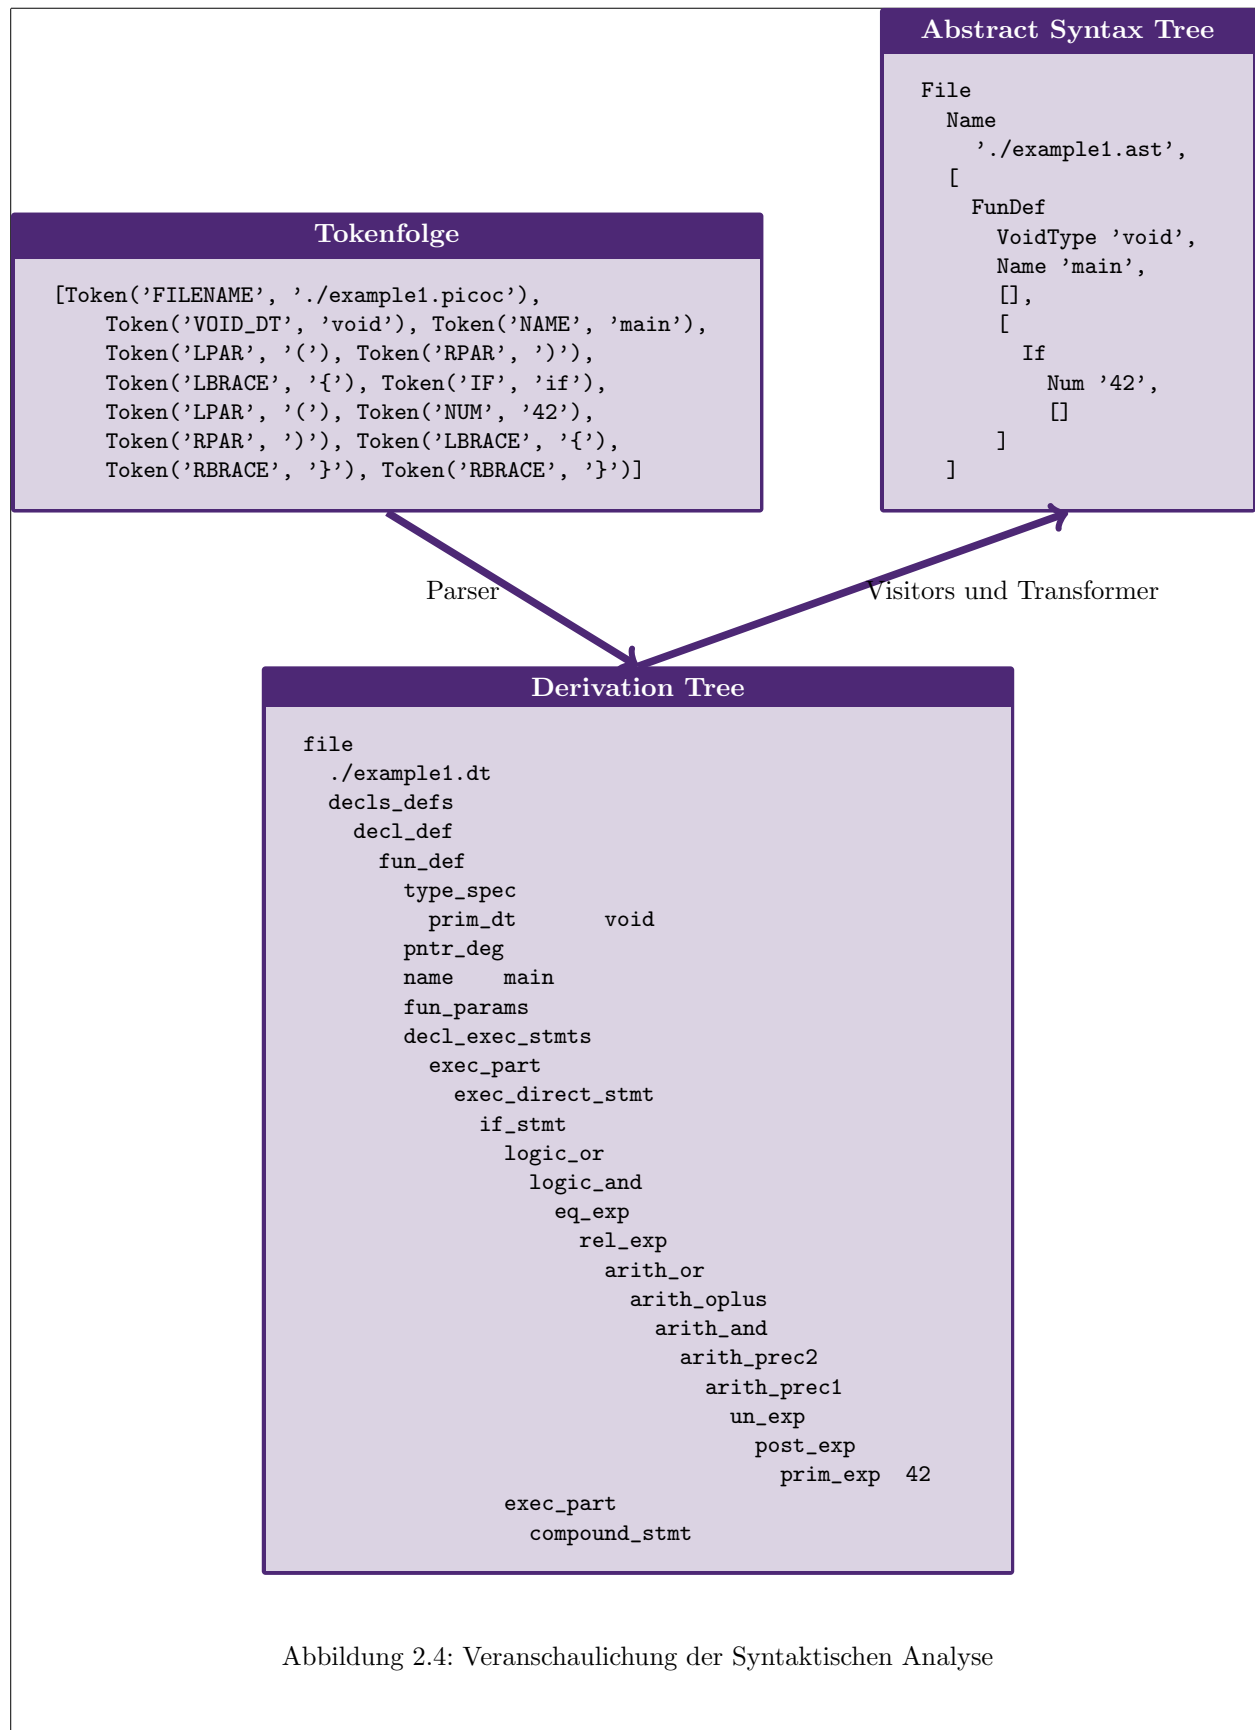 Abstract Syntax Tree
File
  Name
    './example1.ast',
  [
    FunDef
      VoidType 'void',
      Name 'main',
      [],
      [
        If
          Num '42',
          []
      ]
  ]
Tokenfolge
[Token('FILENAME', './example1.picoc'),
    Token('VOID_DT', 'void'), Token('NAME', 'main'),
    Token('LPAR', '('), Token('RPAR', ')'),
    Token('LBRACE', '{'), Token('IF', 'if'),
    Token('LPAR', '('), Token('NUM', '42'),
    Token('RPAR', ')'), Token('LBRACE', '{'),
    Token('RBRACE', '}'), Token('RBRACE', '}')]
Parser
Visitors und Transformer
Derivation Tree
file
  ./example1.dt
  decls_defs
    decl_def
      fun_def
        type_spec
          prim_dt       void
        pntr_deg
        name    main
        fun_params
        decl_exec_stmts
          exec_part
            exec_direct_stmt
              if_stmt
                logic_or
                  logic_and
                    eq_exp
                      rel_exp
                        arith_or
                          arith_oplus
                            arith_and
                              arith_prec2
                                arith_prec1
                                  un_exp
                                    post_exp
                                      prim_exp  42
                exec_part
                  compound_stmt
Abbildung 2.4: Veranschaulichung der Syntaktischen Analyse